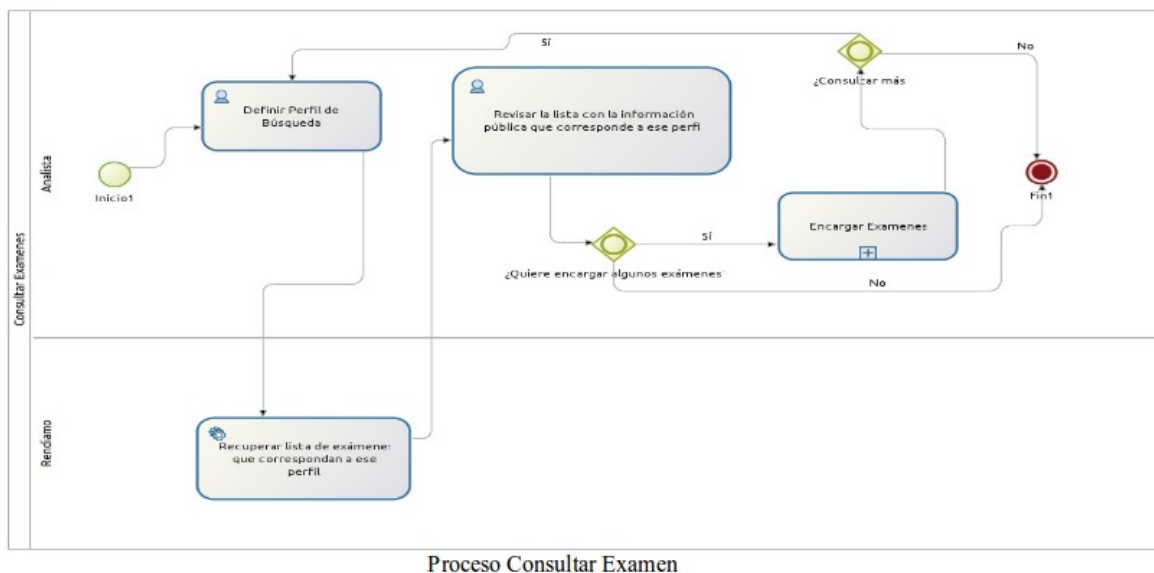 Sí
No
¿Consultar más
Definir Perfil de
Búsqueda
Revisar la lista con la información
pública que corresponde a ese perfi
Inicio1
Fin1
Encargar Examenes
Sí
¿Quiere encargar algunos exámenes
No
Analista
Consultar Examenes
Recuperar lista de exámenes
que correspondan a ese
perfil
Proceso Consultar Examen